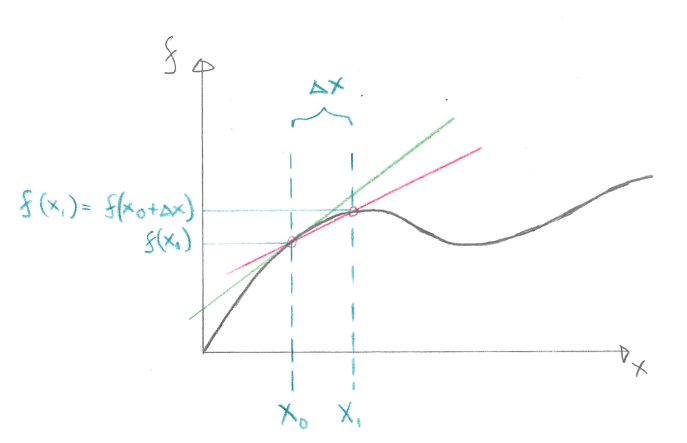 f
Δx
f(x₁) = f(x₀+Δx)
f(x₀)
x
x₀ x₁